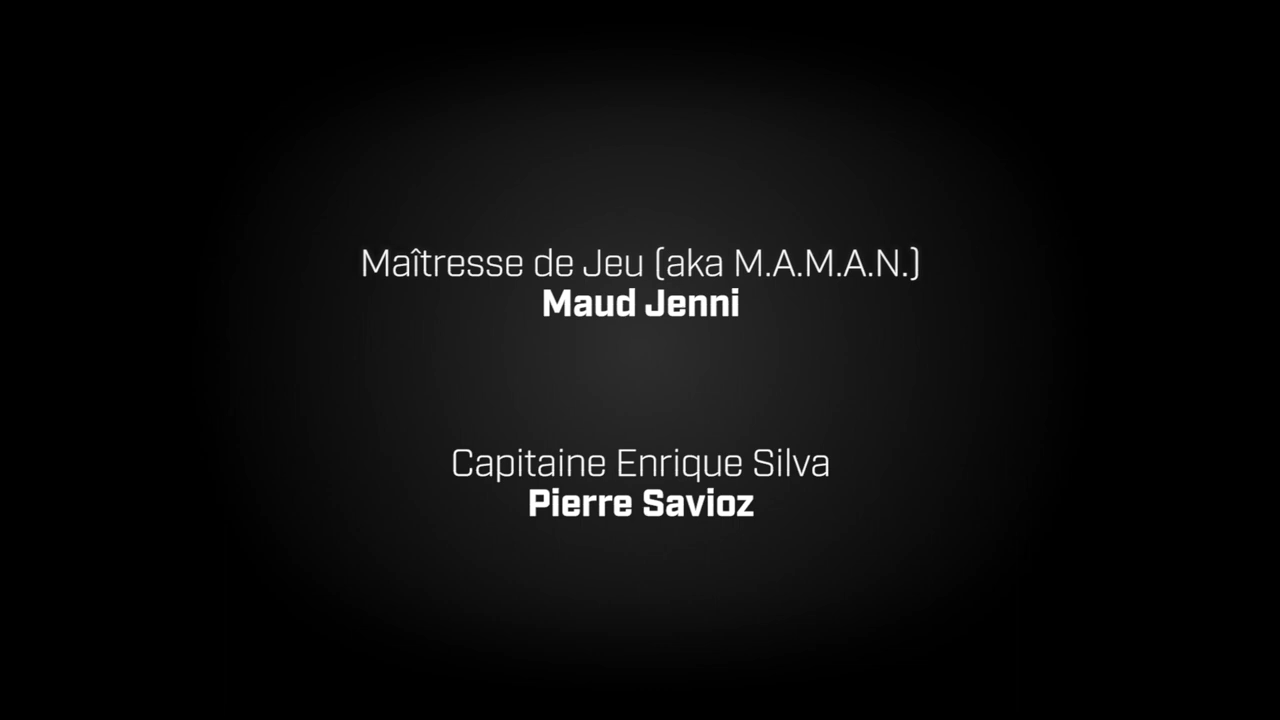 Maîtresse de Jeu (aka M.A.M.A.N.)
Maud Jenni
Capitaine Enrique Silva
Pierre Savioz